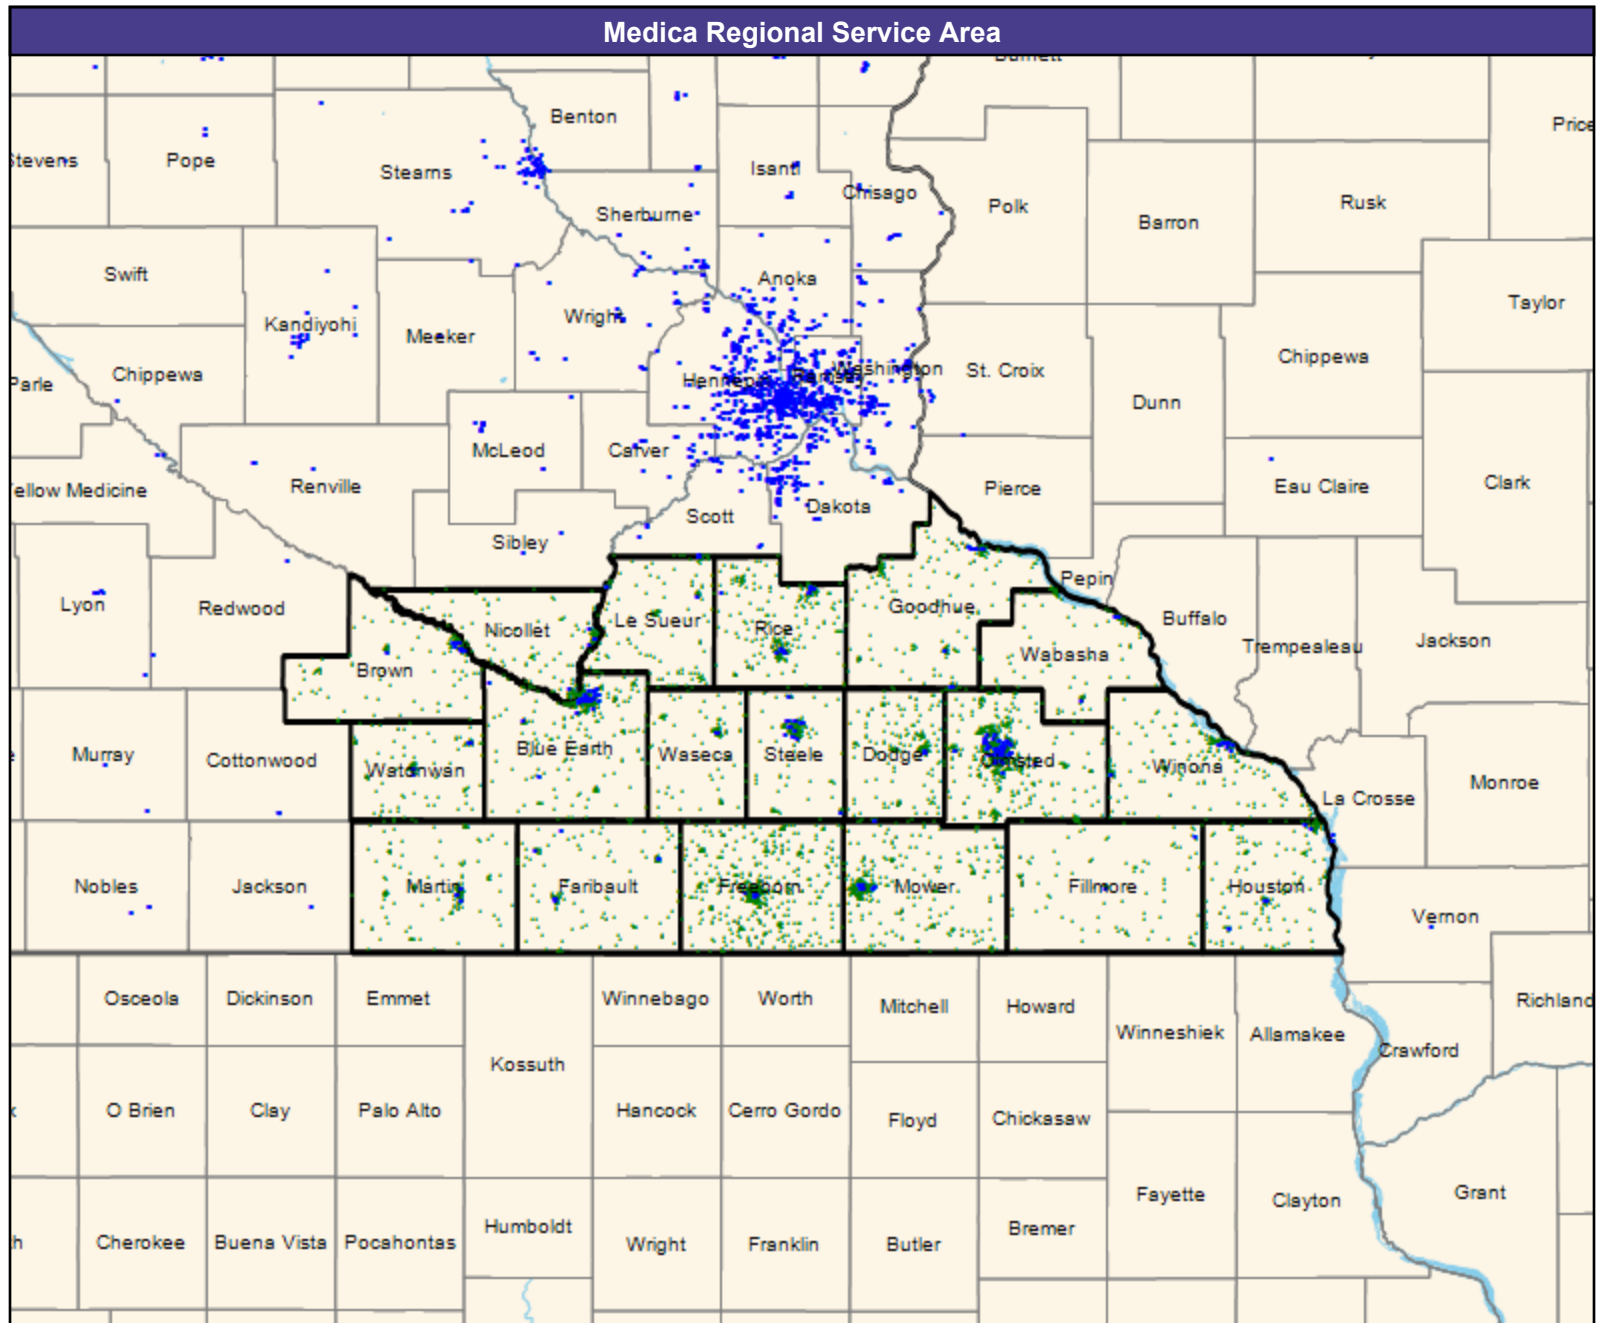 Medica Regional Service Area
Benton
Price
Stevens
Pope
Stearns
Isanti
Chisago
Polk
Rusk
Sherburne
Barron
Swift
Anoka
Taylor
Kandiyohi
Wright
Meeker
Chippewa
Chippewa
Parle
Hennepin
Ramsey
Washington
St. Croix
Dunn
McLeod
Carver
Renville
Yellow Medicine
Pierce
Eau Claire
Clark
Dakota
Scott
Sibley
Pepin
Lyon
Redwood
Goodhue
Le Sueur
Rice
Nicollet
Buffalo
Trempealeau
Jackson
Wabasha
Brown
Murray
Cottonwood
Watonwan
Blue Earth
Waseca
Steele
Dodge
Olmsted
Winona
La Crosse
Monroe
Nobles
Jackson
Martin
Faribault
Freeborn
Mower
Fillmore
Houston
Vernon
Osceola
Dickinson
Emmet
Winnebago
Worth
Mitchell
Howard
Richland
Winneshiek
Allamakee
Crawford
Kossuth
O Brien
Clay
Palo Alto
Hancock
Cerro Gordo
Floyd
Chickasaw
Fayette
Clayton
Grant
Humboldt
Bremer
Cherokee
Buena Vista
Pocahontas
Wright
Franklin
Butler